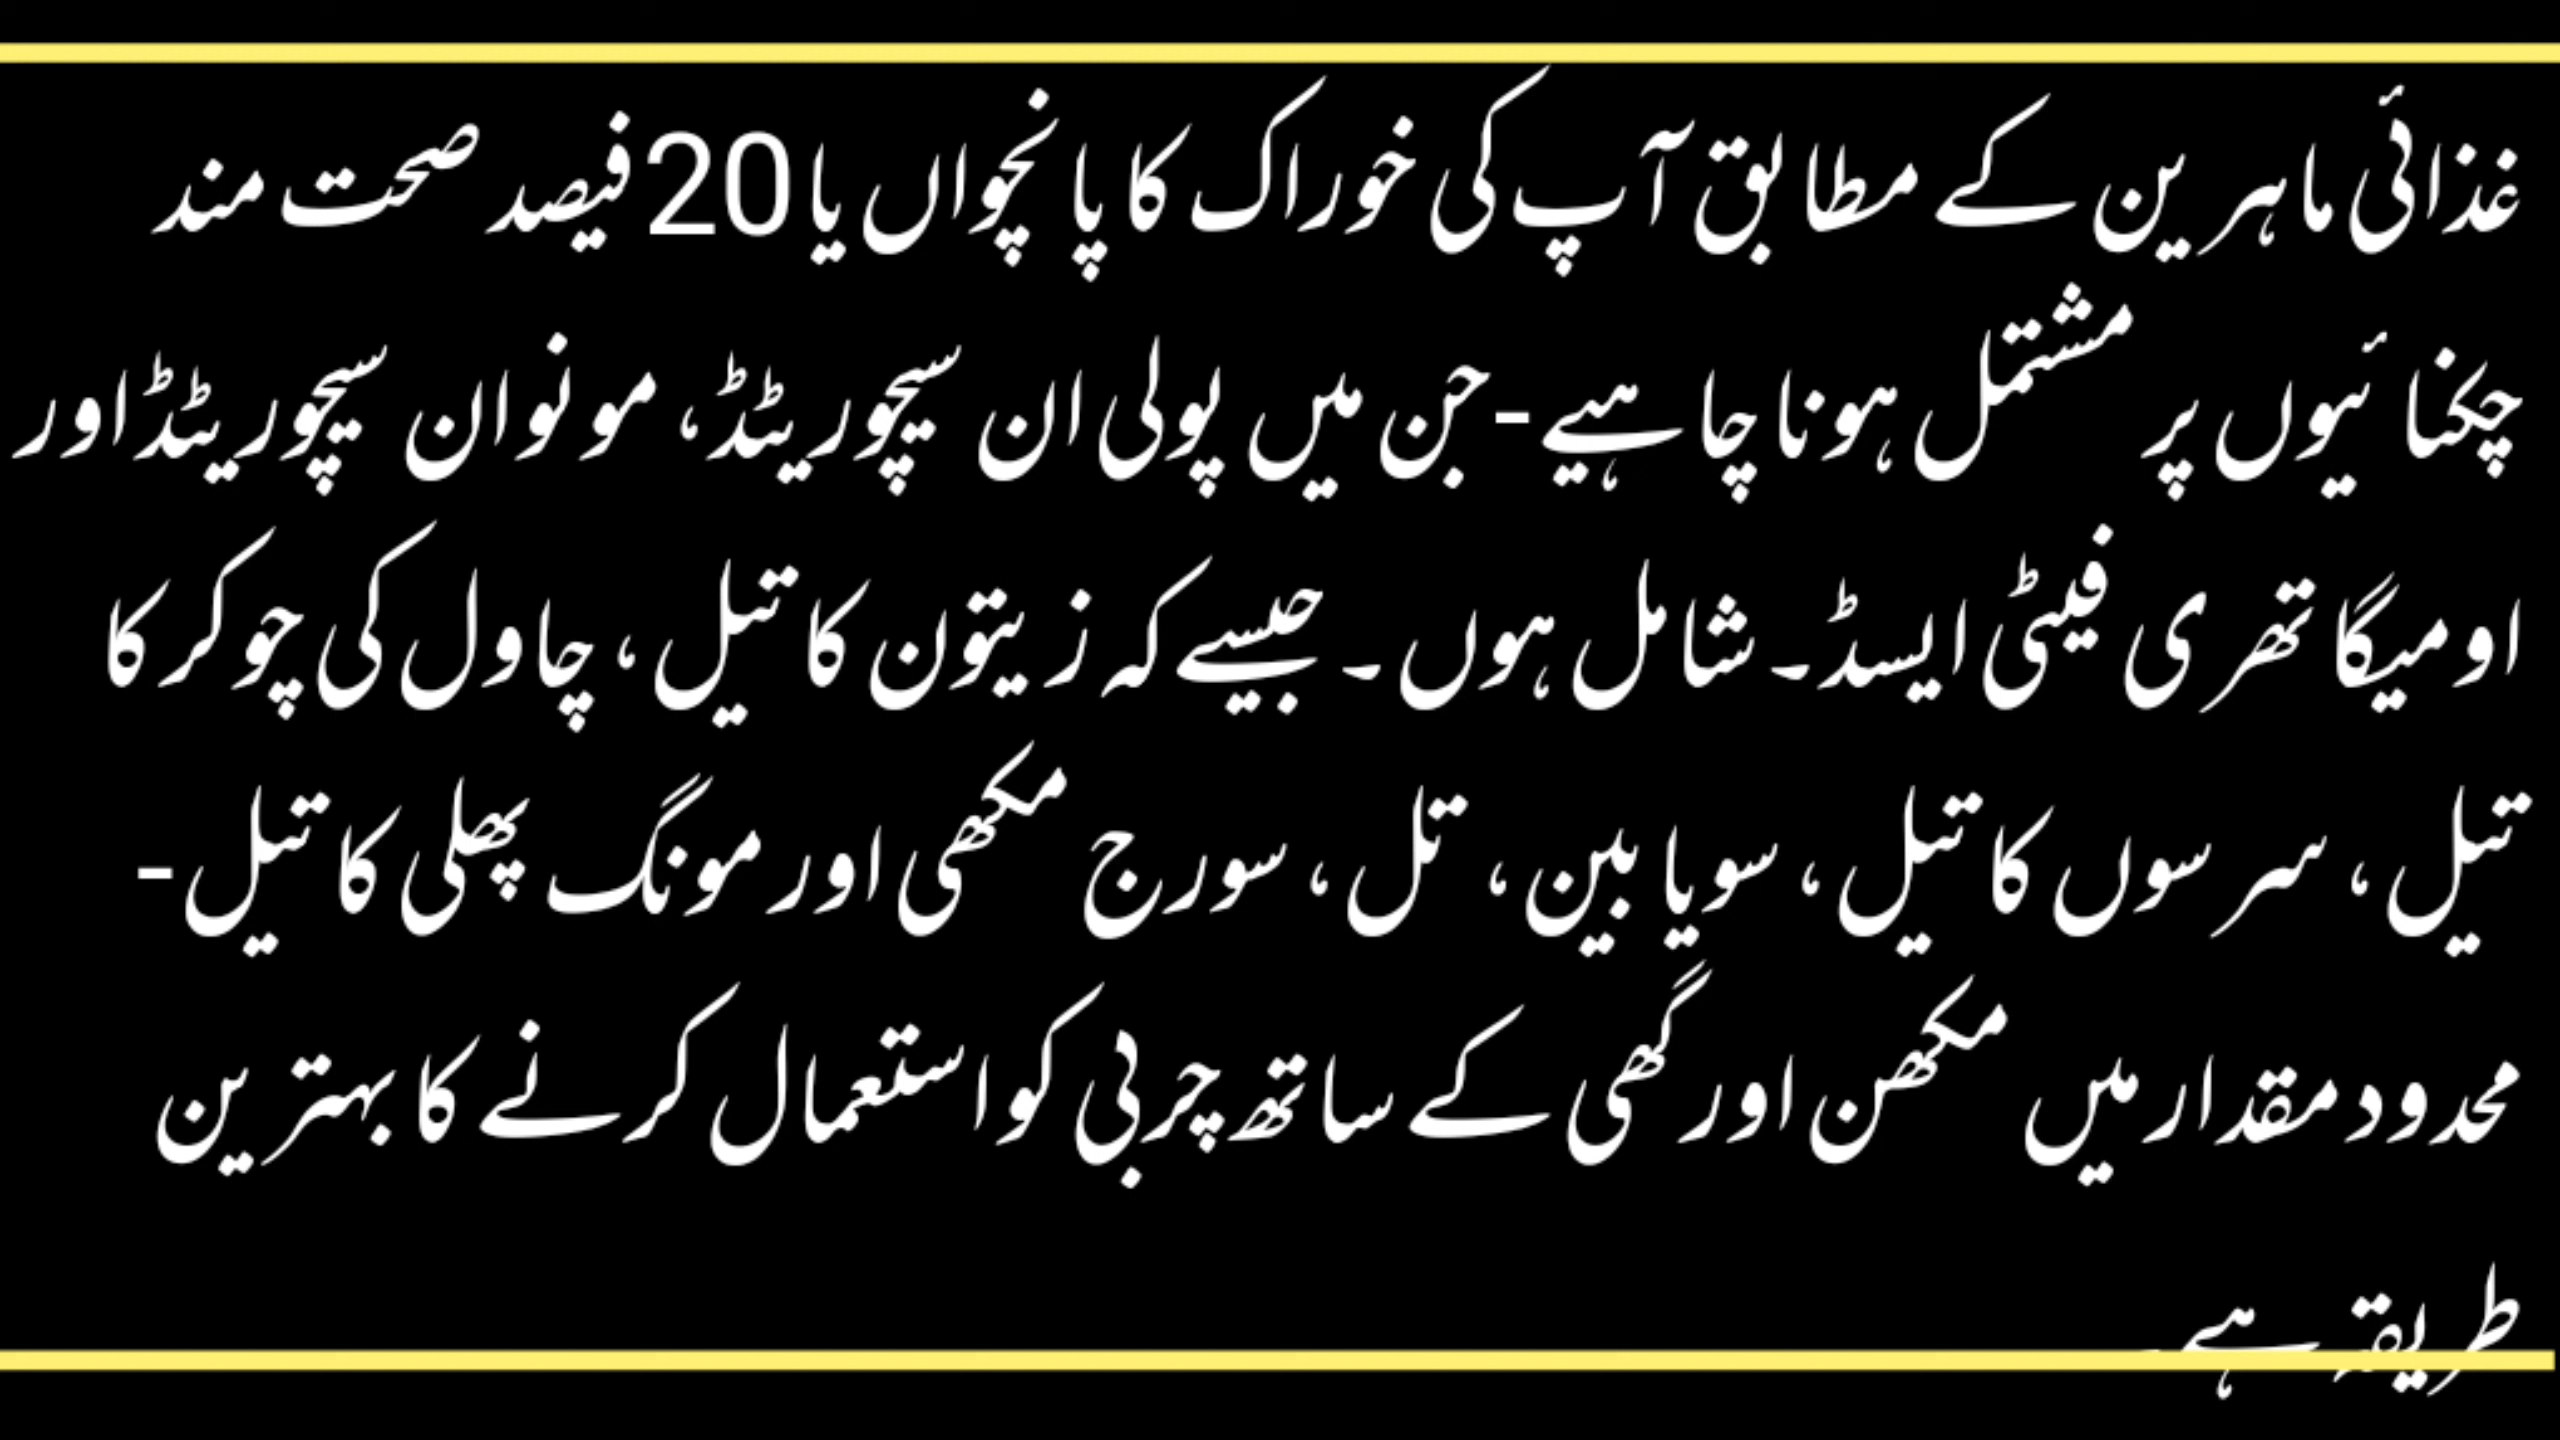 غذائی ماہرین کے مطابق آپ کی خوراک کا پانچواں یا 20 فیصد صحت مند
چکنائیوں پر مشتمل ہونا چاہیے- جن میں پولی ان سیچوریٹڈ، مونوان سیچوریٹڈ اور
اومیگا تھری فیٹی ایسڈ۔ شامل ہوں۔ جیسے کہ زیتون کا تیل، چاول کی چوکر کا
تیل، سرسوں کا تیل، سویا بین، تل، سورج مکھی اور مونگ پھلی کا تیل-
محدود مقدار میں مکھن اور گھی کے ساتھ چربی کو استعمال کرنے کا بہترین
طریقہ ہے-